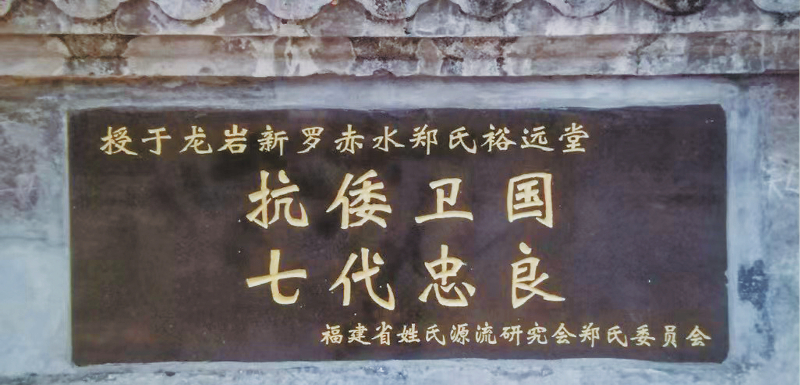 授于龙岩新罗赤水郑氏裕远堂
抗倭卫国
七代忠良
福建省姓氏源流研究会郑氏委员会